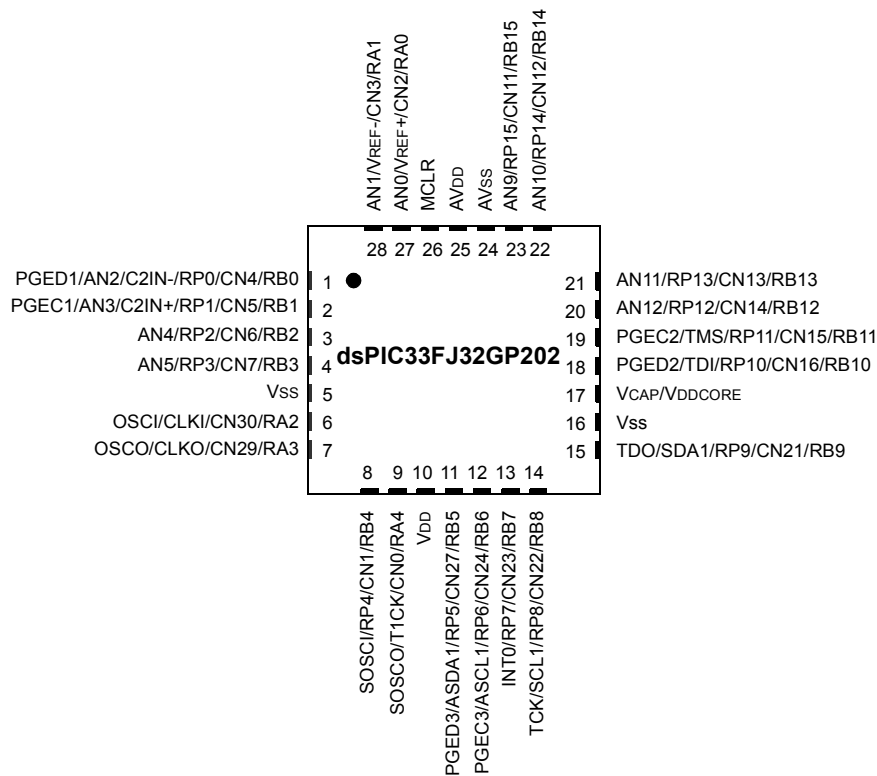 AN1/VREF-/CN3/RA1
AN0/VREF+/CN2/RA0
MCLR
AVDD
AVSS
AN9/RP15/CN11/RB15
AN10/RP14/CN12/RB14
28 27 26 25 24 23 22
PGED1/AN2/C2IN-/RP0/CN4/RB0 1
PGEC1/AN3/C2IN+/RP1/CN5/RB1 2
AN4/RP2/CN6/RB2 3
AN5/RP3/CN7/RB3 4
VSS 5
OSCI/CLKI/CN30/RA2 6
OSCO/CLKO/CN29/RA3 7
dsPIC33FJ32GP202
21 AN11/RP13/CN13/RB13
20 AN12/RP12/CN14/RB12
19 PGEC2/TMS/RP11/CN15/RB11
18 PGED2/TDI/RP10/CN16/RB10
17 VCAP/VDDCORE
16 Vss
15 TDO/SDA1/RP9/CN21/RB9
8 9 10 11 12 13 14
SOSCI/RP4/CN1/RB4
SOSCO/T1CK/CN0/RA4
VDD
PGED3/ASDA1/RP5/CN27/RB5
PGEC3/ASCL1/RP6/CN24/RB6
INT0/RP7/CN23/RB7
TCK/SCL1/RP8/CN22/RB8